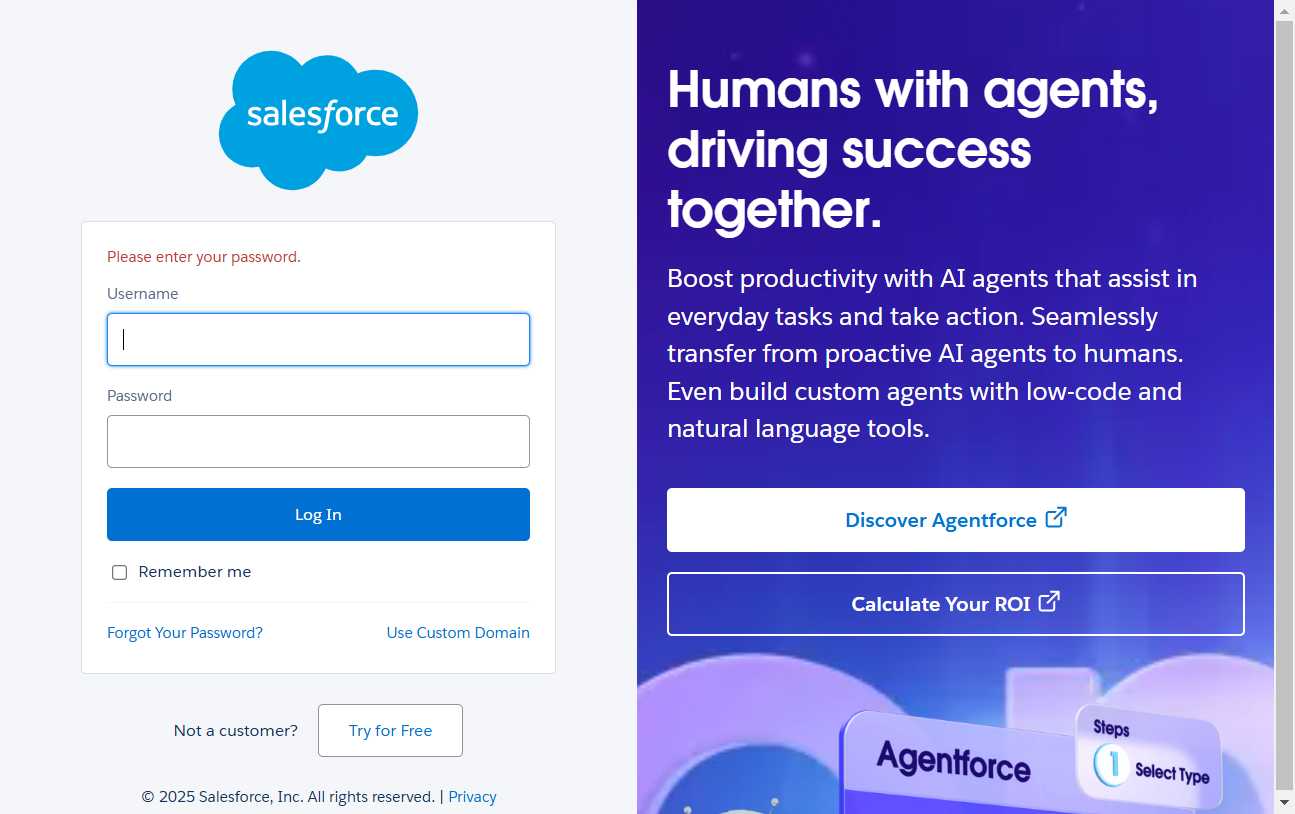 salesforce
Please enter your password.
Username
Password
Log In
Remember me
Forgot Your Password?
Use Custom Domain
Not a customer?
Try for Free
© 2025 Salesforce, Inc. All rights reserved. | Privacy
Humans with agents,
driving success
together.
Boost productivity with AI agents that assist in
everyday tasks and take action. Seamlessly
transfer from proactive AI agents to humans.
Even build custom agents with low-code and
natural language tools.
Discover Agentforce
Calculate Your ROI
Agentforce
Steps
1 Select Type